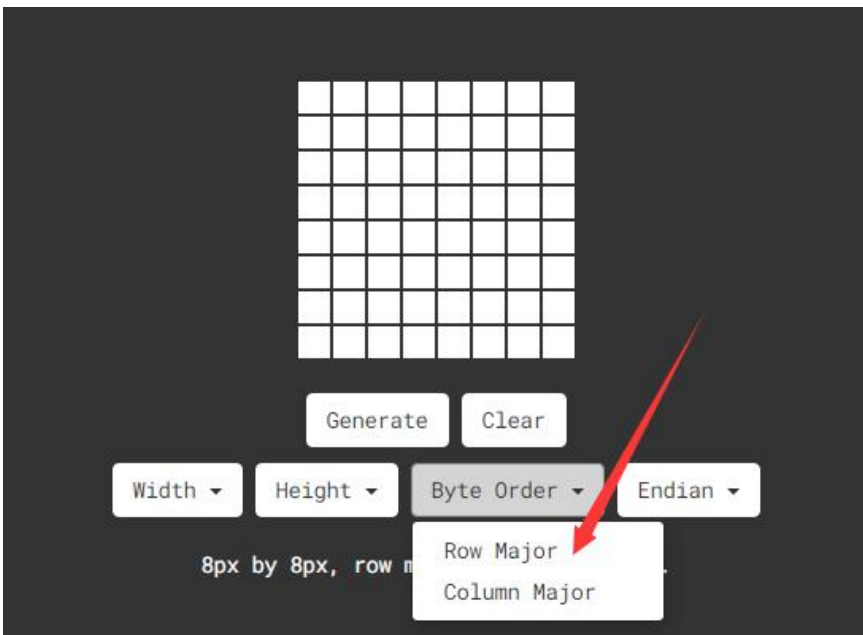 Generate Clear
Width Height Byte Order Endian
Row Major
8px by 8px, row
Column Major